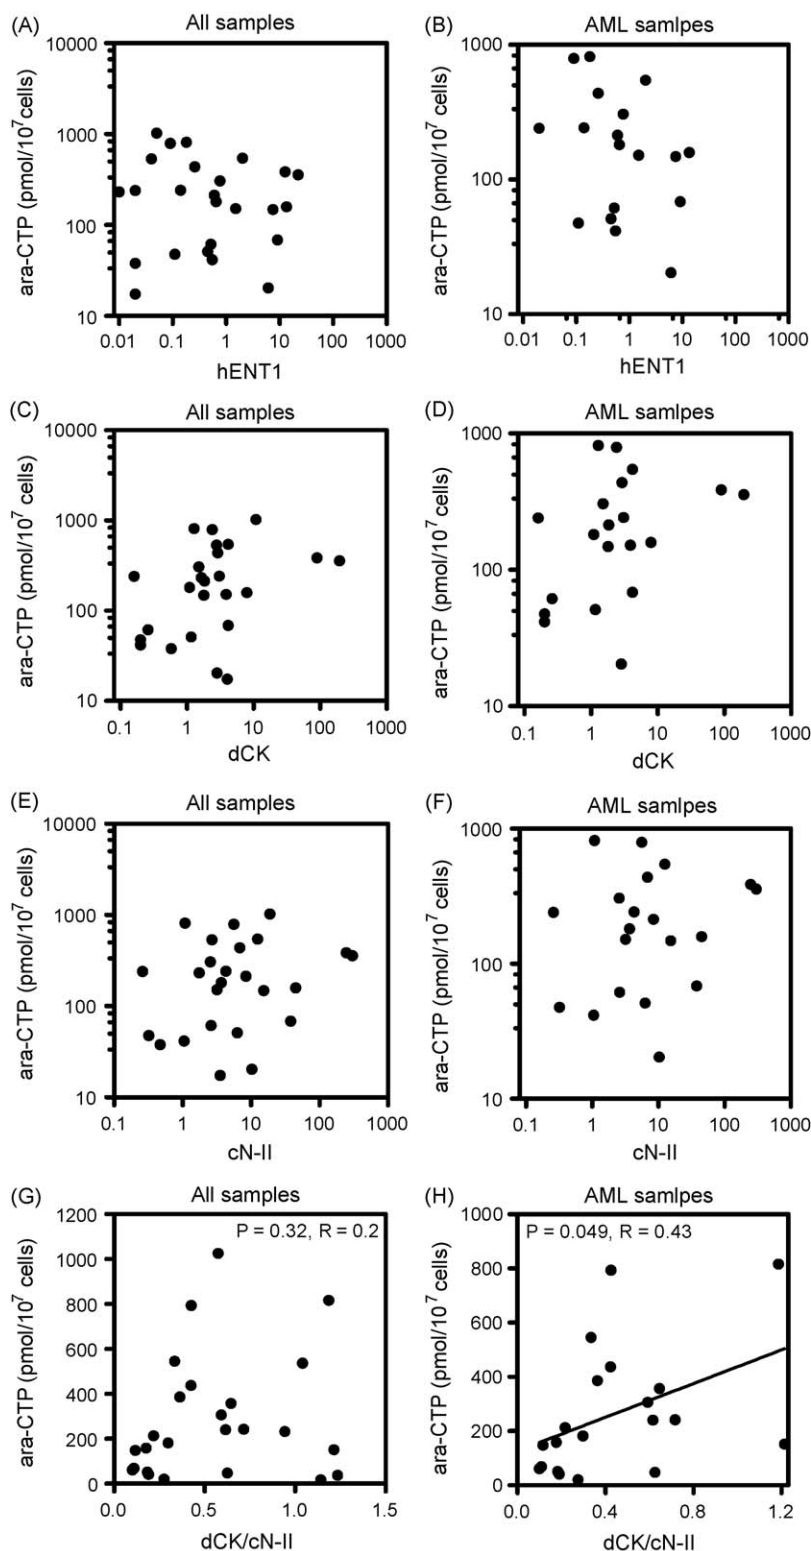 (A) All samples
ara-CTP (pmol/10⁷ cells)
10000
1000
100
10
0.01 0.1 1 10 100 1000
hENT1
(B) AML samlpes
ara-CTP (pmol/10⁷ cells)
1000
100
10
0.01 0.1 1 10 100 1000
hENT1
(C) All samples
ara-CTP (pmol/10⁷ cells)
10000
1000
100
10
0.1 1 10 100 1000
dCK
(D) AML samlpes
ara-CTP (pmol/10⁷ cells)
1000
100
10
0.1 1 10 100 1000
dCK
(E) All samples
ara-CTP (pmol/10⁷ cells)
10000
1000
100
10
0.1 1 10 100 1000
cN-II
(F) AML samlpes
ara-CTP (pmol/10⁷ cells)
1000
100
10
0.1 1 10 100 1000
cN-II
(G) All samples
P = 0.32, R = 0.2
ara-CTP (pmol/10⁷ cells)
1200
1000
800
600
400
200
0
0.0 0.5 1.0 1.5
dCK/cN-II
(H) AML samlpes
P = 0.049, R = 0.43
ara-CTP (pmol/10⁷ cells)
1000
800
600
400
200
0
0.0 0.4 0.8 1.2
dCK/cN-II